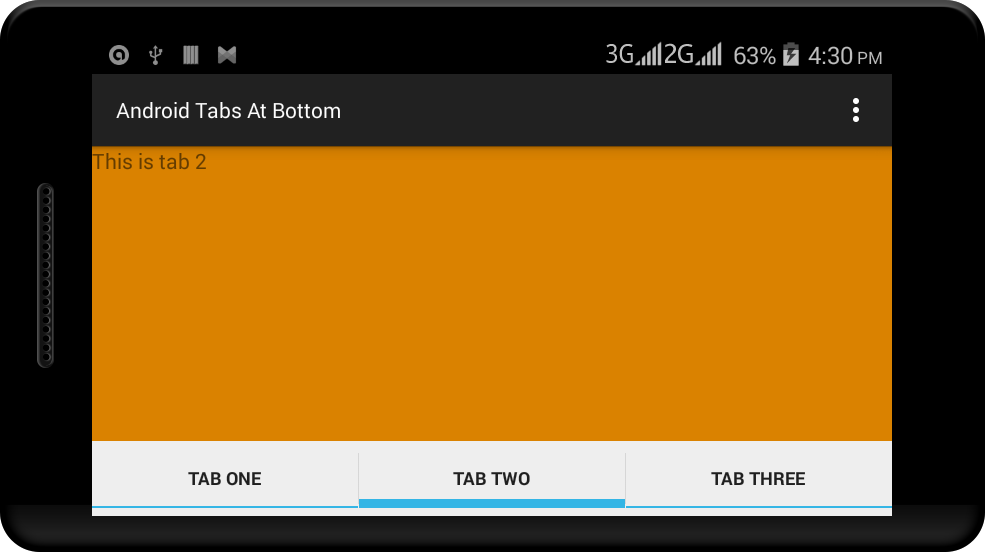 3G 2G 63% 4:30 PM
Android Tabs At Bottom
This is tab 2
TAB ONE TAB TWO TAB THREE